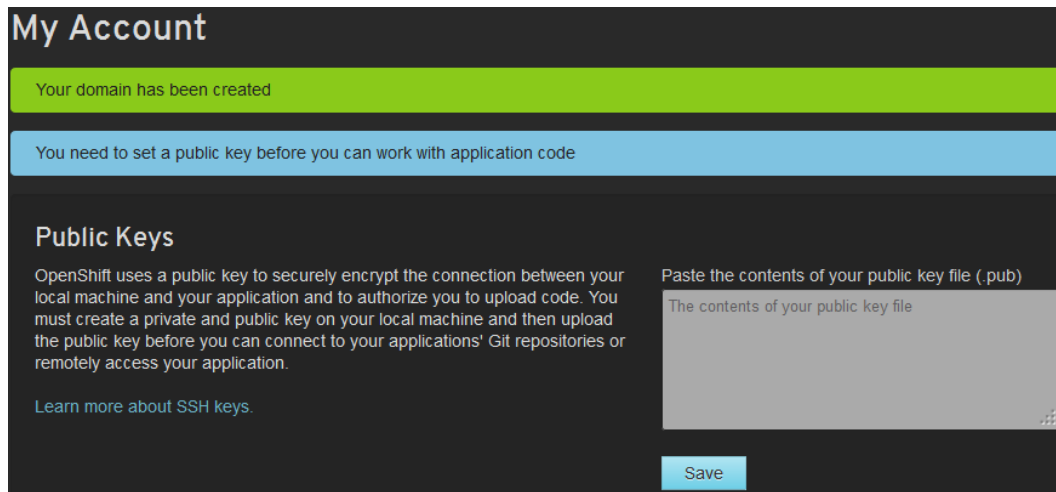 My Account
Your domain has been created
You need to set a public key before you can work with application code
Public Keys
OpenShift uses a public key to securely encrypt the connection between your
local machine and your application and to authorize you to upload code. You
must create a private and public key on your local machine and then upload
the public key before you can connect to your applications' Git repositories or
remotely access your application.
Learn more about SSH keys.
Paste the contents of your public key file (.pub)
The contents of your public key file
Save